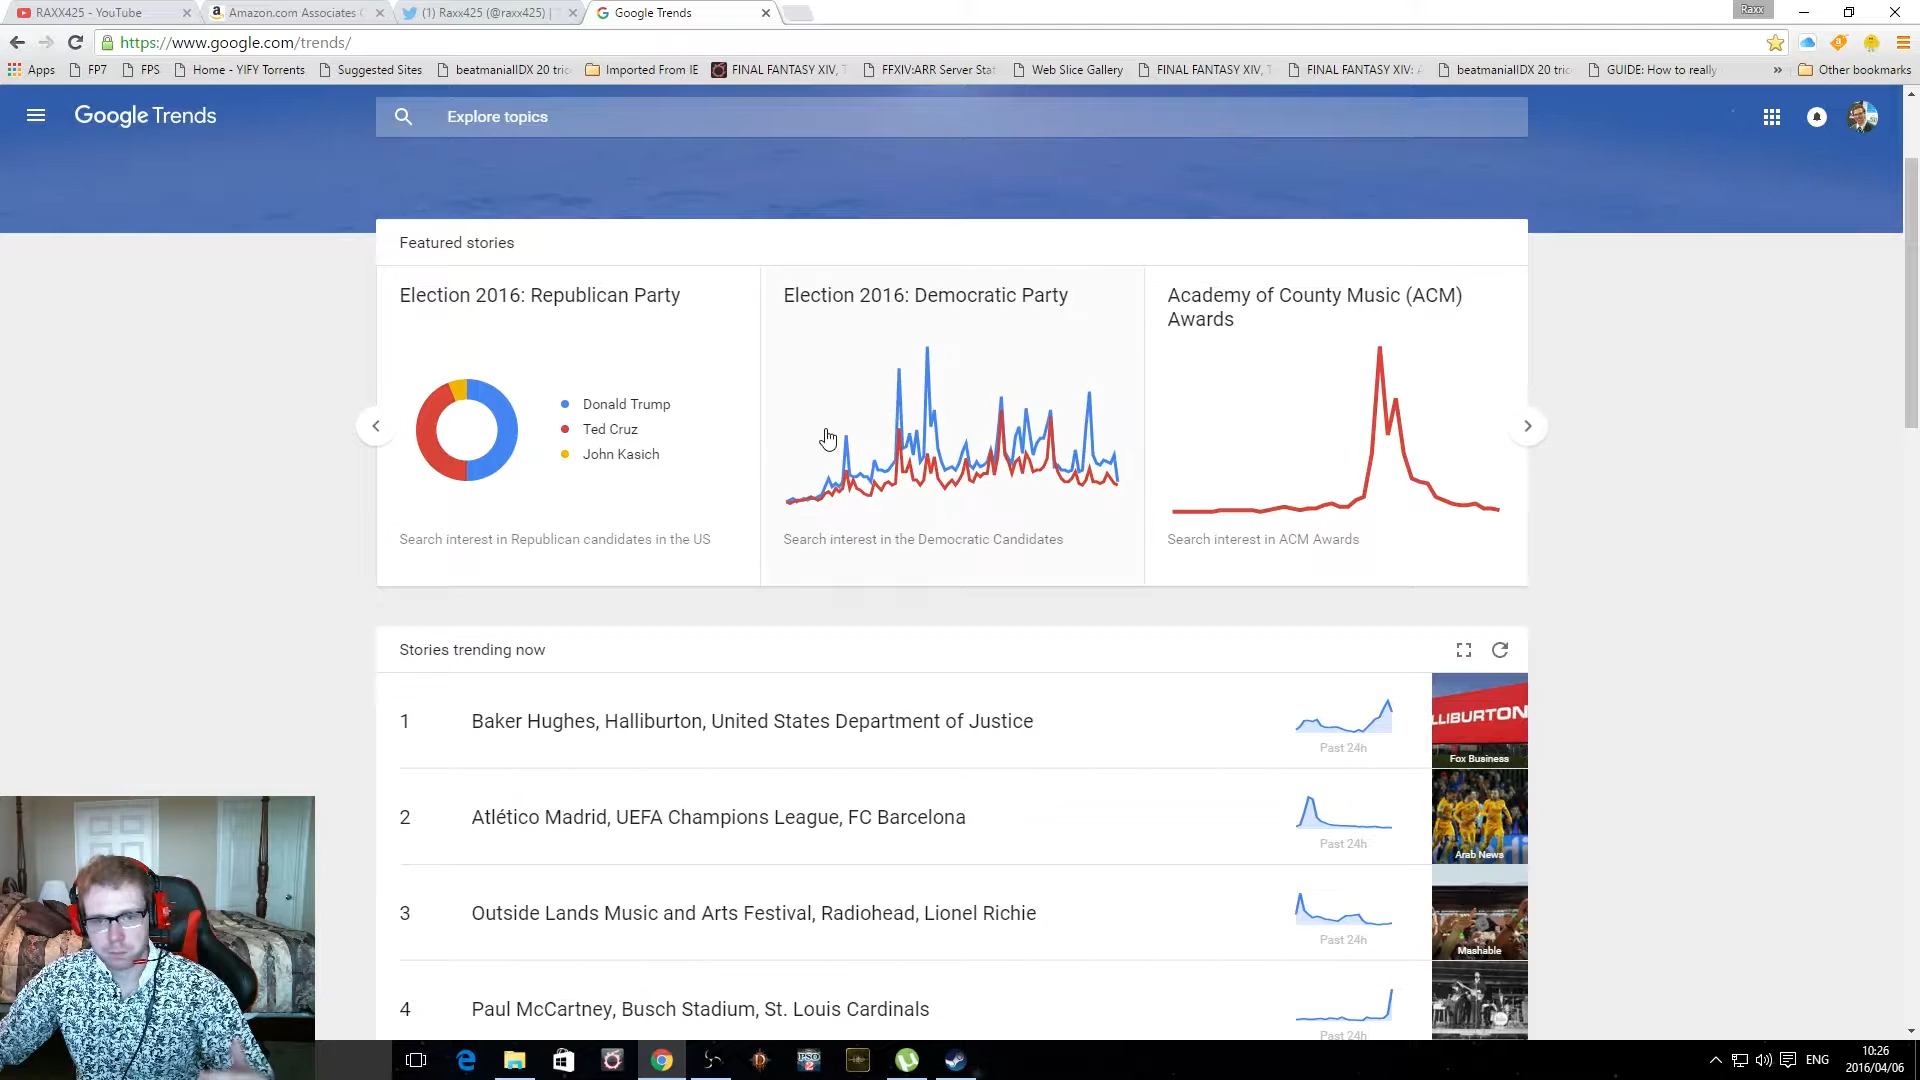 RAXX425 - YouTube
Amazon.com Associates
(1) Raxx425 (@raxx425) |
Google Trends
Raxx
https://www.google.com/trends/
Apps
FP7
FPS
Home - YIFY Torrents
Suggested Sites
beatmaniaIIDX 20 tric
Imported From IE
FINAL FANTASY XIV, T
FFXIV:ARR Server Stat
Web Slice Gallery
FINAL FANTASY XIV, T
FINAL FANTASY XIV:
beatmaniaIIDX 20 tric
GUIDE: How to really
»
Other bookmarks
Google Trends
Explore topics
Featured stories
Election 2016: Republican Party
Donald Trump
Ted Cruz
John Kasich
Search interest in Republican candidates in the US
Election 2016: Democratic Party
Search interest in the Democratic Candidates
Academy of County Music (ACM)
Awards
Search interest in ACM Awards
Stories trending now
1
Baker Hughes, Halliburton, United States Department of Justice
Past 24h
LLIBURTON
Fox Business
2
Atlético Madrid, UEFA Champions League, FC Barcelona
Past 24h
Arab News
3
Outside Lands Music and Arts Festival, Radiohead, Lionel Richie
Past 24h
Mashable
4
Paul McCartney, Busch Stadium, St. Louis Cardinals
Past 24h
PSO
2
ENG
10:26
2016/04/06